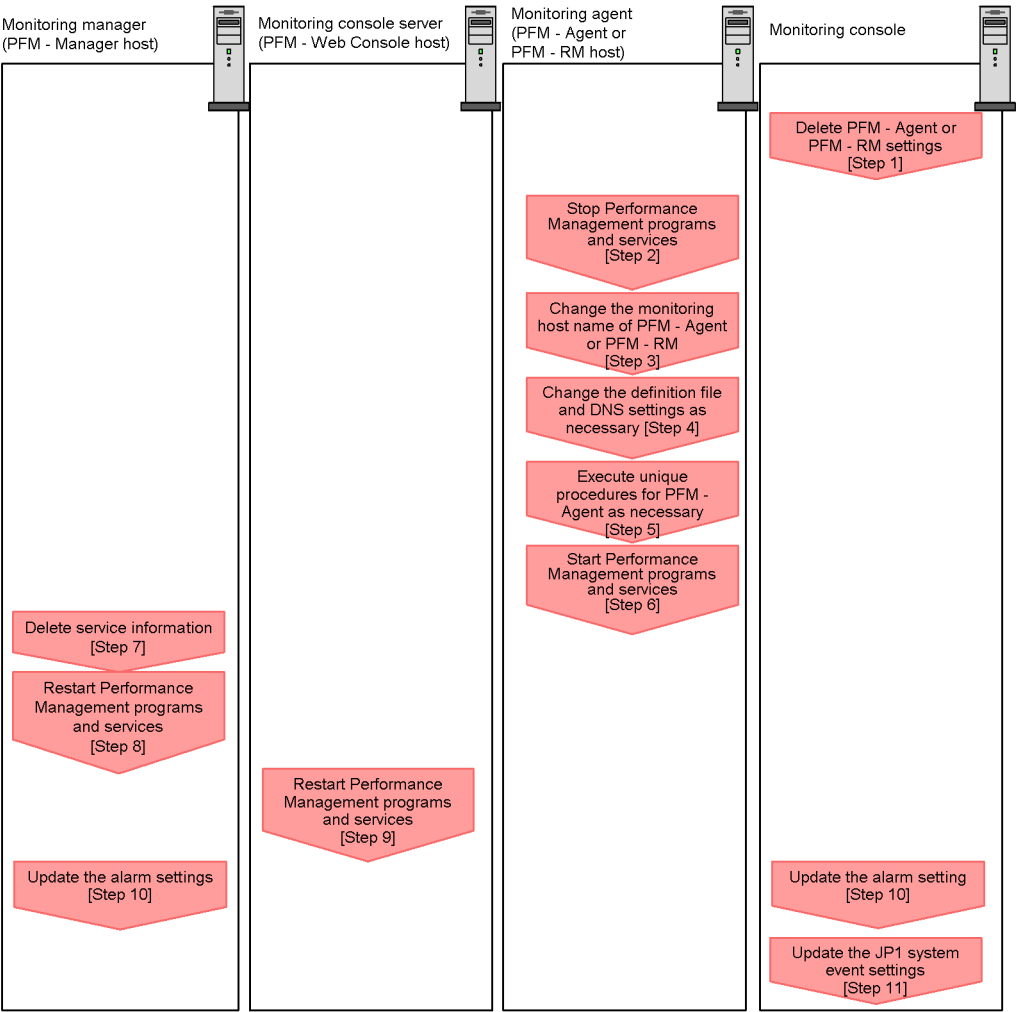 Monitoring manager
(PFM - Manager host)
Monitoring console server
(PFM - Web Console host)
Monitoring agent
(PFM - Agent or
PFM - RM host)
Monitoring console
Delete PFM - Agent or
PFM - RM settings
[Step 1]
Stop Performance
Management programs
and services
[Step 2]
Change the monitoring
host name of PFM - Agent
or PFM - RM
[Step 3]
Change the definition file
and DNS settings as
necessary [Step 4]
Execute unique
procedures for PFM -
Agent as necessary
[Step 5]
Start Performance
Management programs
and services
[Step 6]
Delete service information
[Step 7]
Restart Performance
Management programs
and services
[Step 8]
Restart Performance
Management programs
and services
[Step 9]
Update the alarm settings
[Step 10]
Update the alarm setting
[Step 10]
Update the JP1 system
event settings
[Step 11]